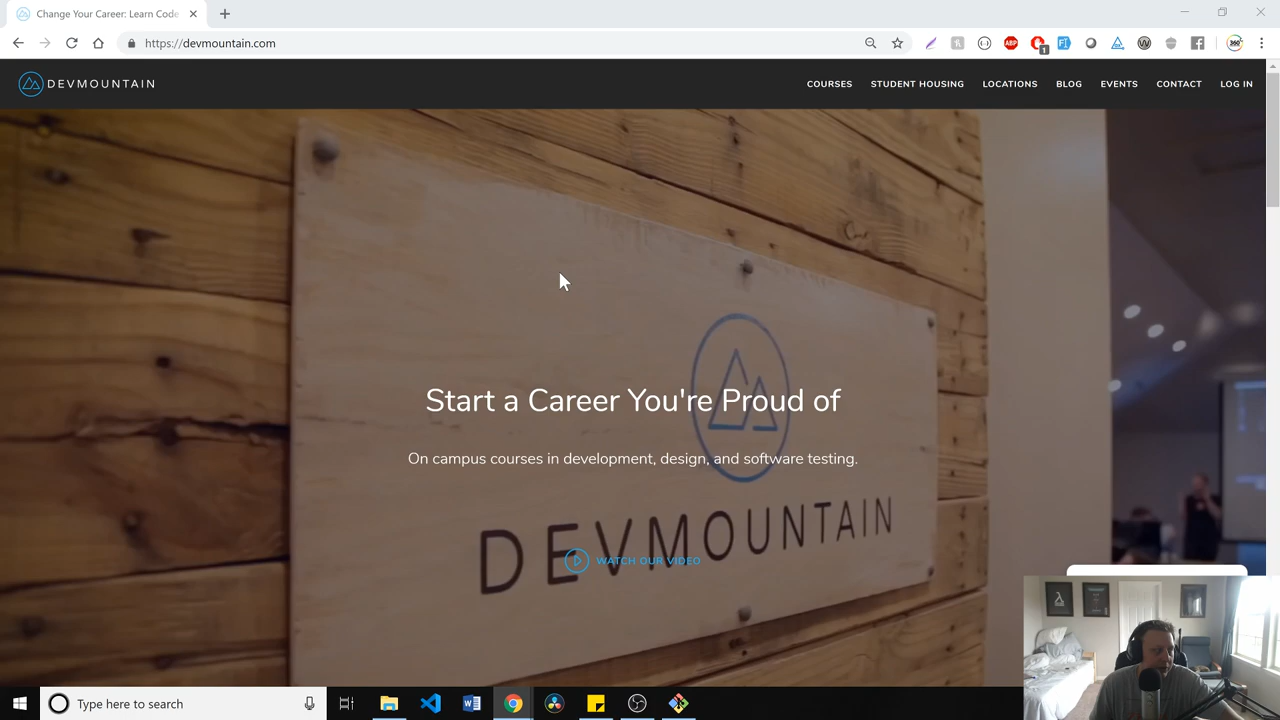 Change Your Career: Learn Code
https://devmountain.com
ABP
1
DEVMOUNTAIN
COURSES
STUDENT HOUSING
LOCATIONS
BLOG
EVENTS
CONTACT
LOG IN
Start a Career You're Proud of
On campus courses in development, design, and software testing.
DEVMOUNTAIN
WATCH OUR VIDEO
Type here to search